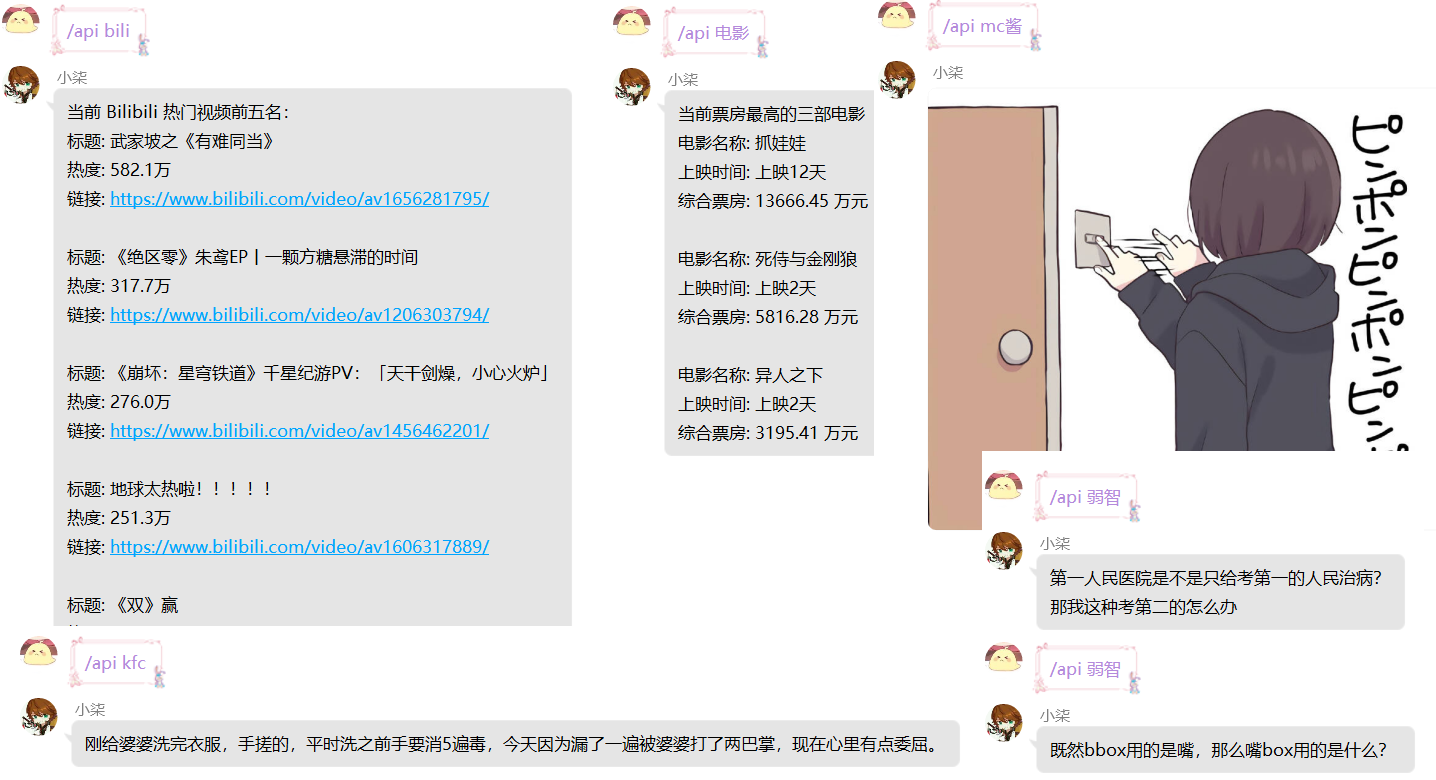 /api bili
小柒
当前 Bilibili 热门视频前五名：
标题: 武家坡之《有难同当》
热度: 582.1万
链接: https://www.bilibili.com/video/av1656281795/
标题: 《绝区零》朱鸢EP | 一颗方糖悬滞的时间
热度: 317.7万
链接: https://www.bilibili.com/video/av1206303794/
标题: 《崩坏：星穹铁道》千星纪游PV：「天干剑燥，小心火炉」
热度: 276.0万
链接: https://www.bilibili.com/video/av1456462201/
标题: 地球太热啦！！！！！
热度: 251.3万
链接: https://www.bilibili.com/video/av1606317889/
标题: 《双》赢
/api kfc
小柒
刚给婆婆洗完衣服，手搓的，平时洗之前手要消5遍毒，今天因为漏了一遍被婆婆打了两巴掌，现在心里有点委屈。
/api 电影
小柒
当前票房最高的三部电影
电影名称: 抓娃娃
上映时间: 上映12天
综合票房: 13666.45 万元
电影名称: 死侍与金刚狼
上映时间: 上映2天
综合票房: 5816.28 万元
电影名称: 异人之下
上映时间: 上映2天
综合票房: 3195.41 万元
/api mc酱
小柒
ピンポンピンポンピンポンピン
/api 弱智
小柒
第一人民医院是不是只给考第一的人民治病？
那我这种考第二的怎么办
/api 弱智
小柒
既然bbox用的是嘴，那么嘴box用的是什么？